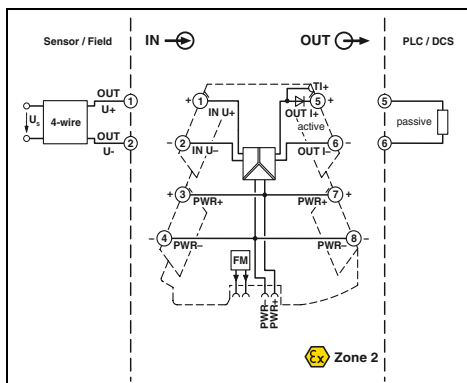 Sensor / Field
IN
OUT
PLC / DCS
OUT
U+
1
+ 1
IN U+
TI+
5 +
OUT I+
active
5
Us
4-wire
passive
OUT
U-
2
– 2
IN U–
6 –
OUT I–
6
+ 3
PWR+
7 +
PWR+
– 4
PWR–
8 –
PWR–
FM
PWR-
PWR+
Ex Zone 2